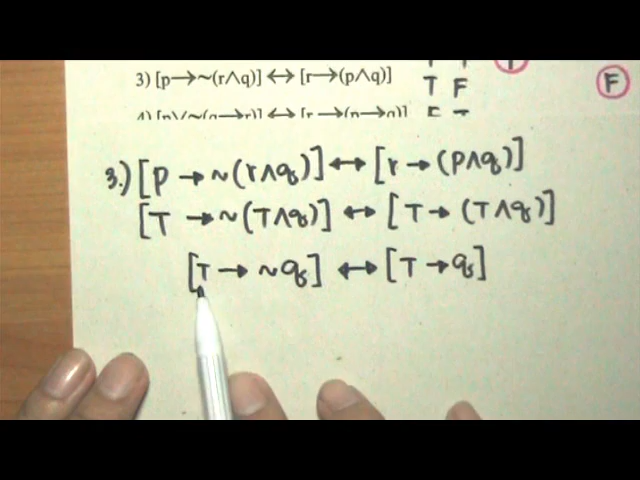 3) [p→~(r∧q)] ↔ [r→(p∧q)]
T F
F
3.) [p → ~(r∧q)] ↔ [r → (p∧q)]
[T → ~(T∧q)] ↔ [T → (T∧q)]
[T → ~q] ↔ [T → q]